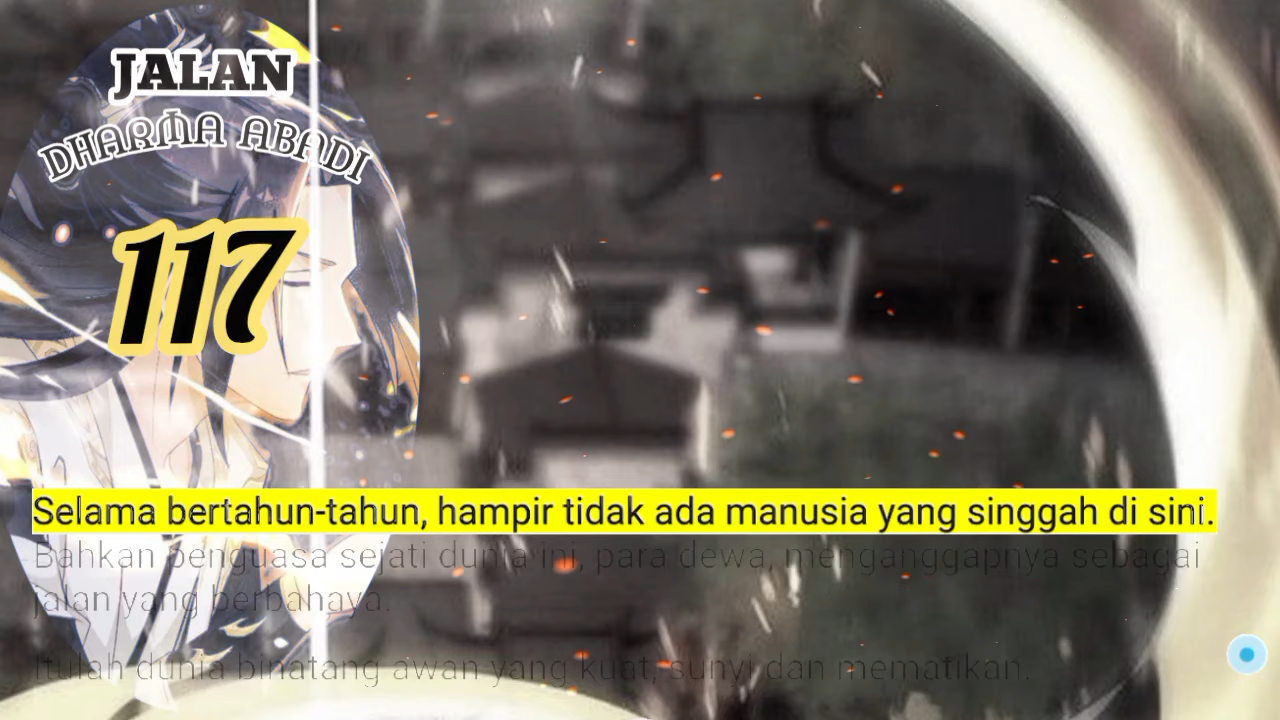 JALAN
DHARMA ABADI
117
Selama bertahun-tahun, hampir tidak ada manusia yang singgah di sini.
Bahkan penguasa sejati dunia ini, para dewa, menganggapnya sebagai
jalan yang berbahaya.
Itulah dunia binatang awan yang kuat, sunyi dan mematikan.